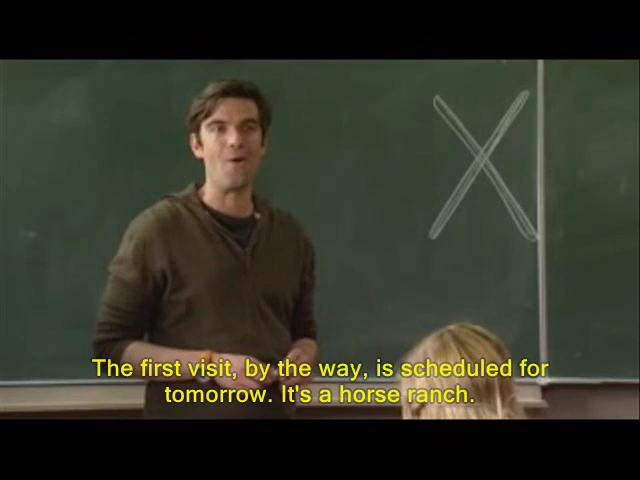 X
The first visit, by the way, is scheduled for
tomorrow. It's a horse ranch.